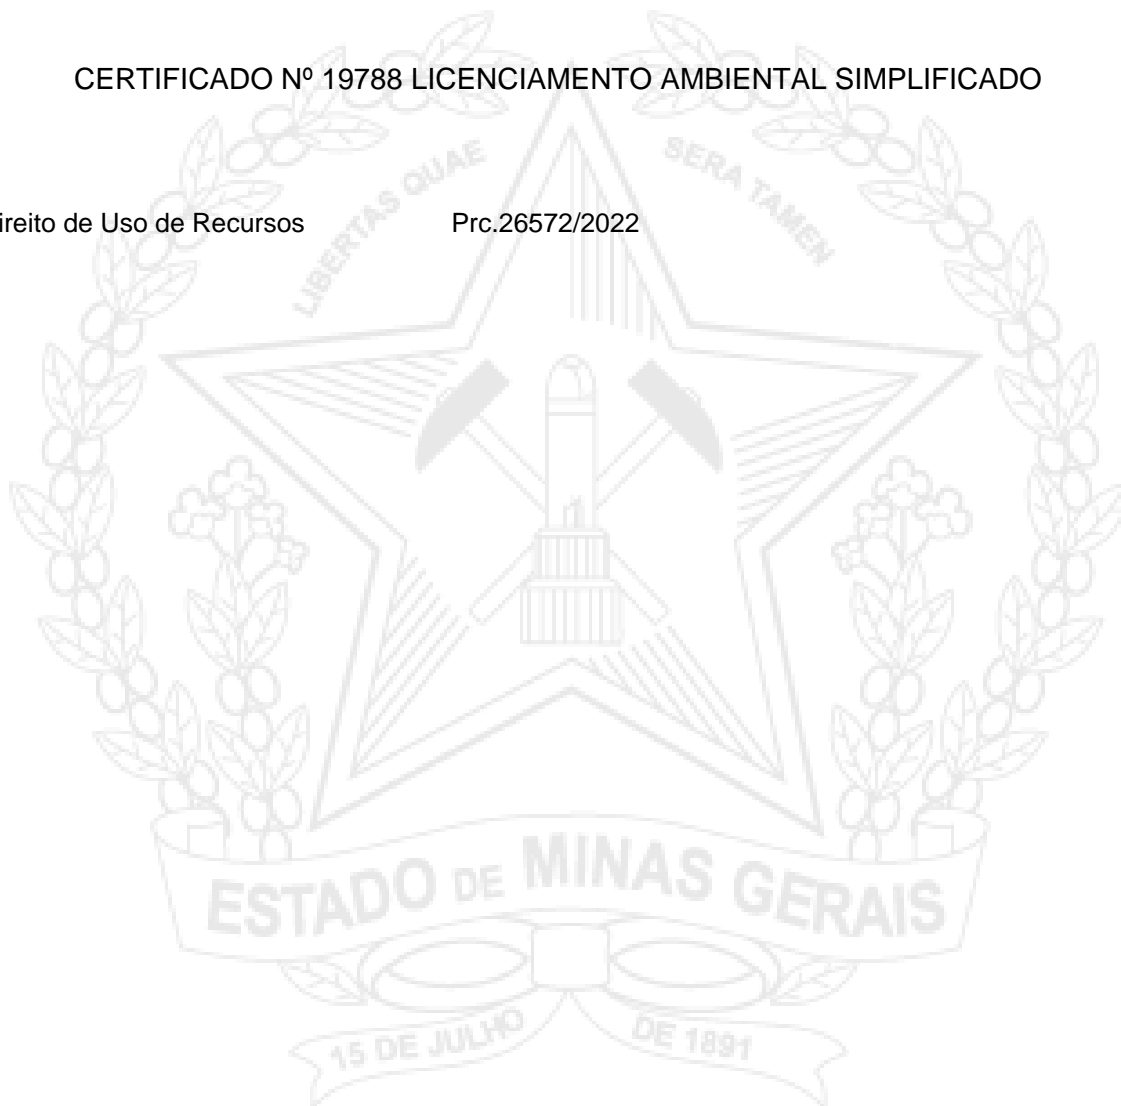 CERTIFICADO Nº 19788 LICENCIAMENTO AMBIENTAL SIMPLIFICADO
LIBERTAS QUAE SERA TAMEN
ireito de Uso de Recursos Prc.26572/2022
ESTADO DE MINAS GERAIS
15 DE JULHO DE 1891